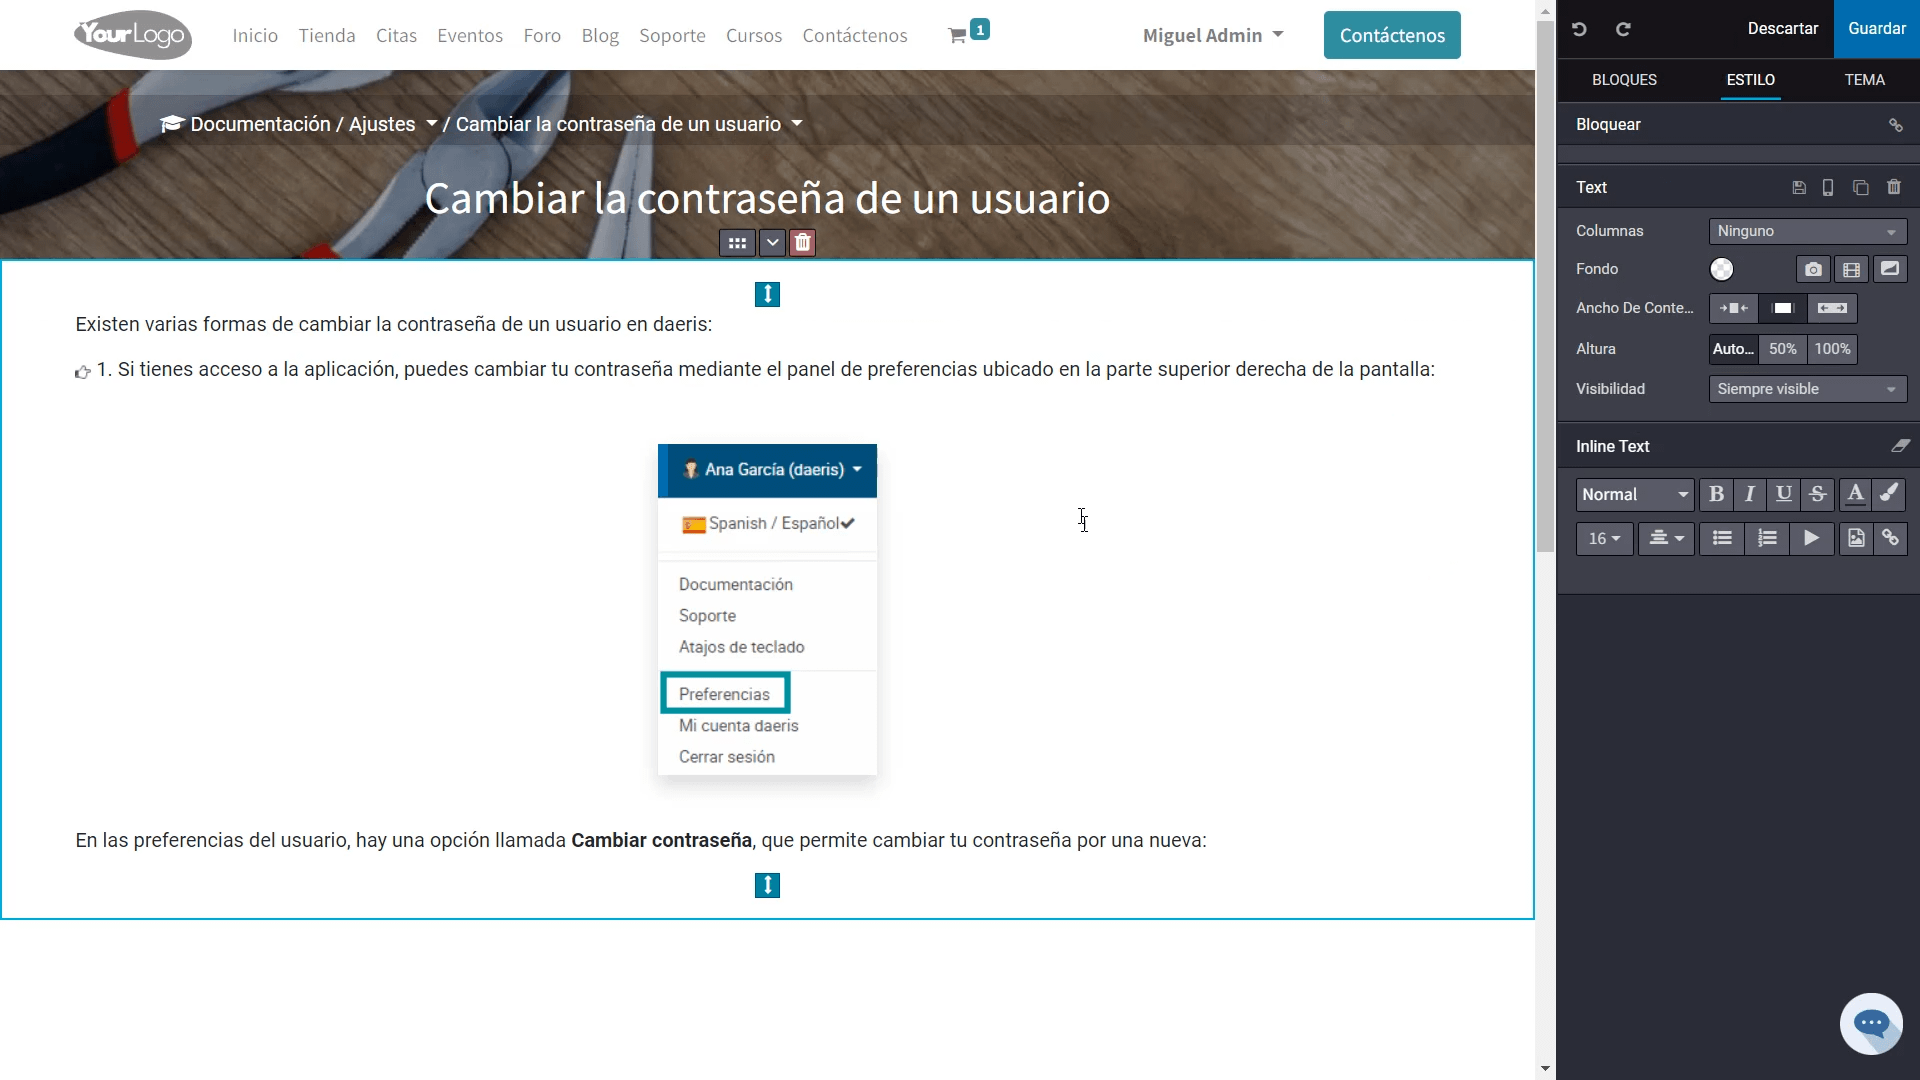 YourLogo
Inicio Tienda Citas Eventos Foro Blog Soporte Cursos Contáctenos 1 Miguel Admin Contáctenos
Documentación / Ajustes / Cambiar la contraseña de un usuario
Cambiar la contraseña de un usuario
Existen varias formas de cambiar la contraseña de un usuario en daeris:
1. Si tienes acceso a la aplicación, puedes cambiar tu contraseña mediante el panel de preferencias ubicado en la parte superior derecha de la pantalla:
Ana García (daeris)
Spanish / Español
Documentación
Soporte
Atajos de teclado
Preferencias
Mi cuenta daeris
Cerrar sesión
En las preferencias del usuario, hay una opción llamada Cambiar contraseña, que permite cambiar tu contraseña por una nueva:
Descartar Guardar
BLOQUES ESTILO TEMA
Bloquear
Text
Columnas Ninguno
Fondo
Ancho De Conte...
Altura Auto... 50% 100%
Visibilidad Siempre visible
Inline Text
Normal B I U S A
16